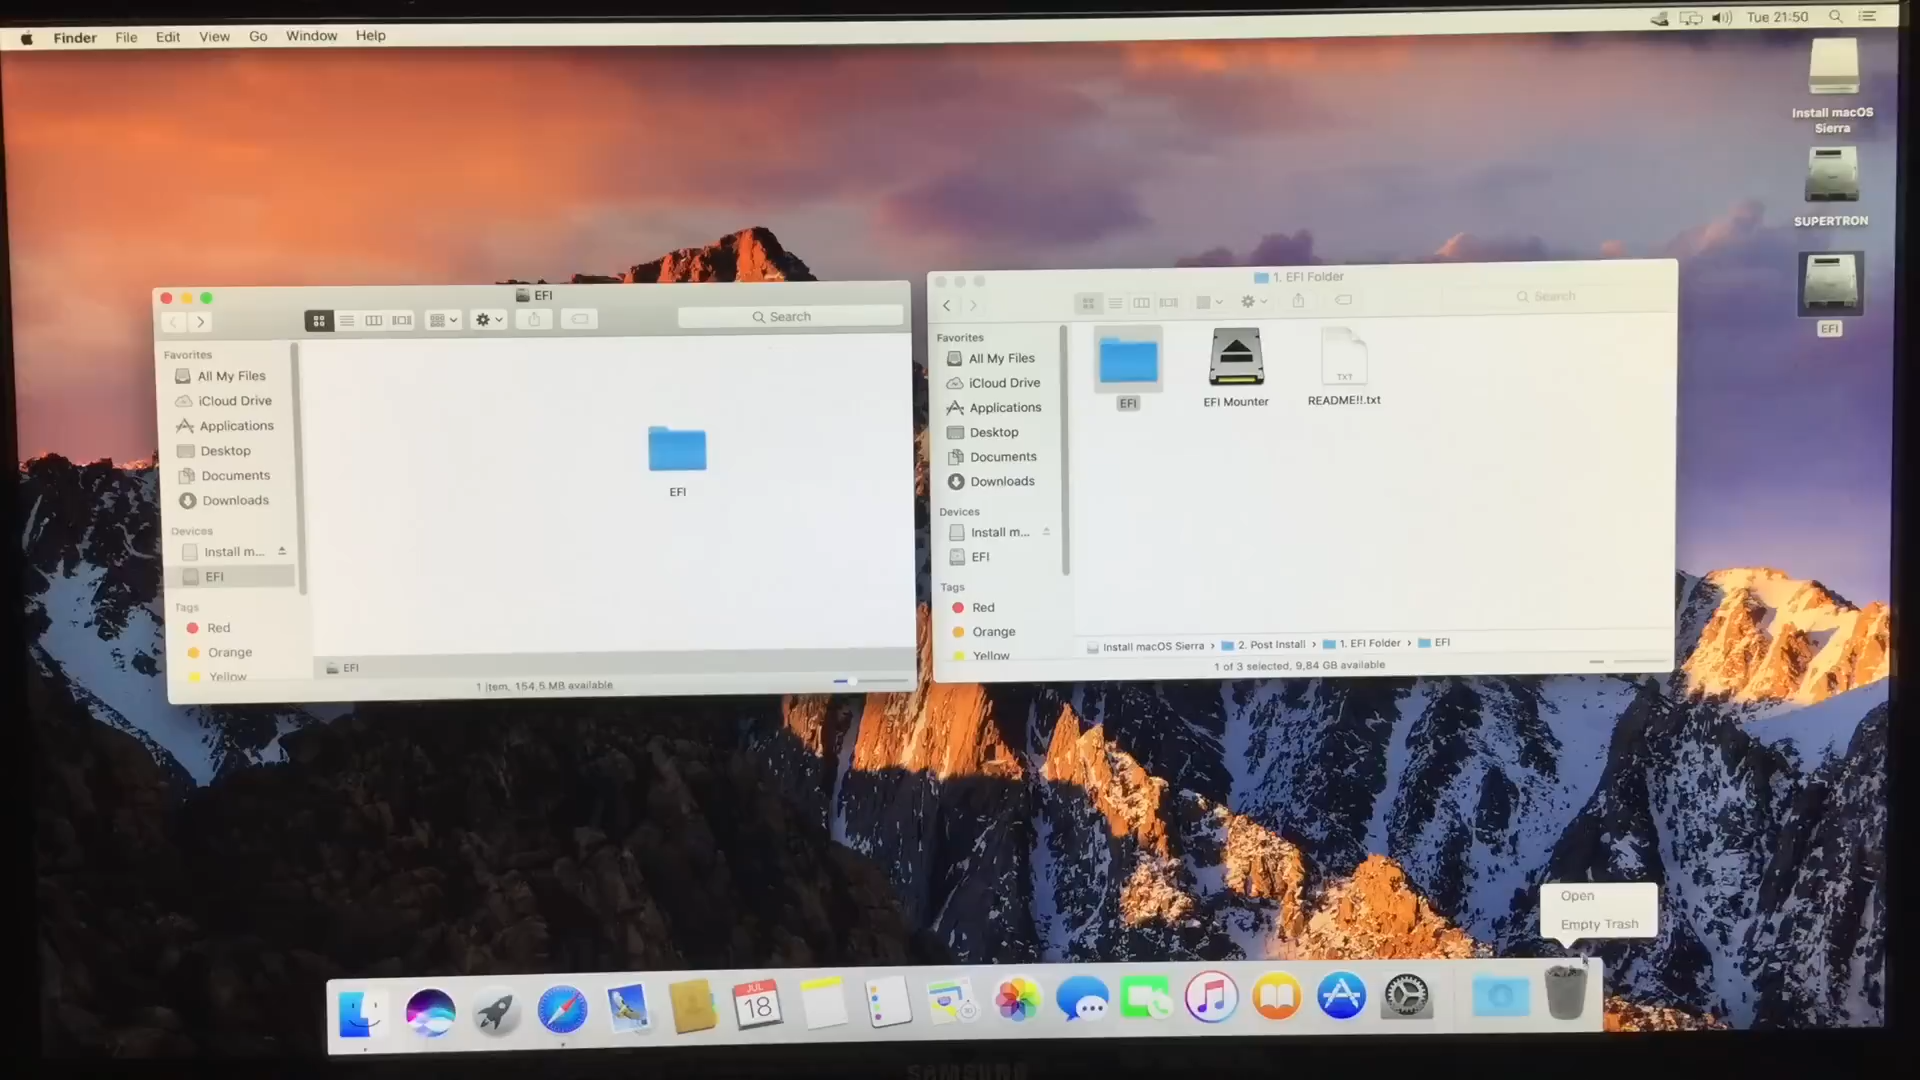 Finder File Edit View Go Window Help
Tue 21:50
Install macOS
Sierra
SUPERTRON
EFI
EFI
Search
Favorites
All My Files
iCloud Drive
Applications
Desktop
Documents
Downloads
Devices
Install m...
EFI
Tags
Red
Orange
Yellow
EFI
EFI
1 item, 154,5 MB available
1. EFI Folder
Search
Favorites
All My Files
iCloud Drive
Applications
Desktop
Documents
Downloads
Devices
Install m...
EFI
Tags
Red
Orange
Yellow
EFI
EFI Mounter
TXT
README!!.txt
Install macOS Sierra › 2. Post Install › 1. EFI Folder › EFI
1 of 3 selected, 9,84 GB available
Open
Empty Trash
JUL
18
SAMSUNG